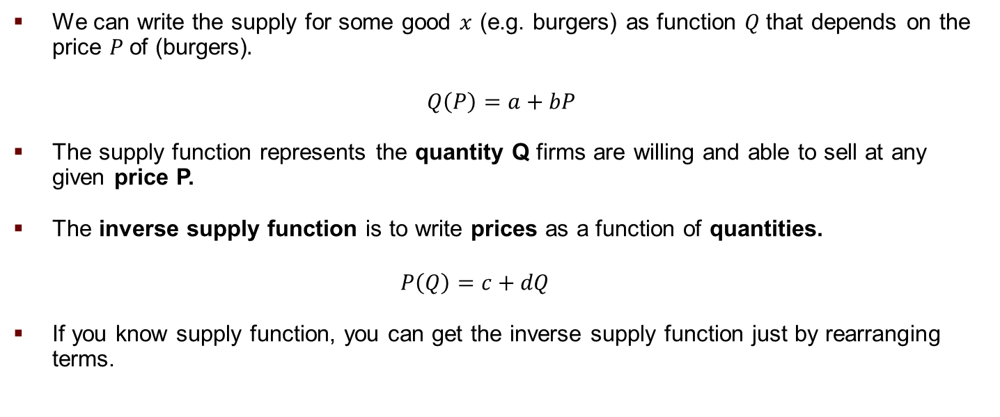 ▪ We can write the supply for some good 𝑥 (e.g. burgers) as function 𝑄 that depends on the
price 𝑃 of (burgers).
𝑄(𝑃) = 𝑎 + 𝑏𝑃
▪ The supply function represents the quantity Q firms are willing and able to sell at any
given price P.
▪ The inverse supply function is to write prices as a function of quantities.
𝑃(𝑄) = 𝑐 + 𝑑𝑄
▪ If you know supply function, you can get the inverse supply function just by rearranging
terms.